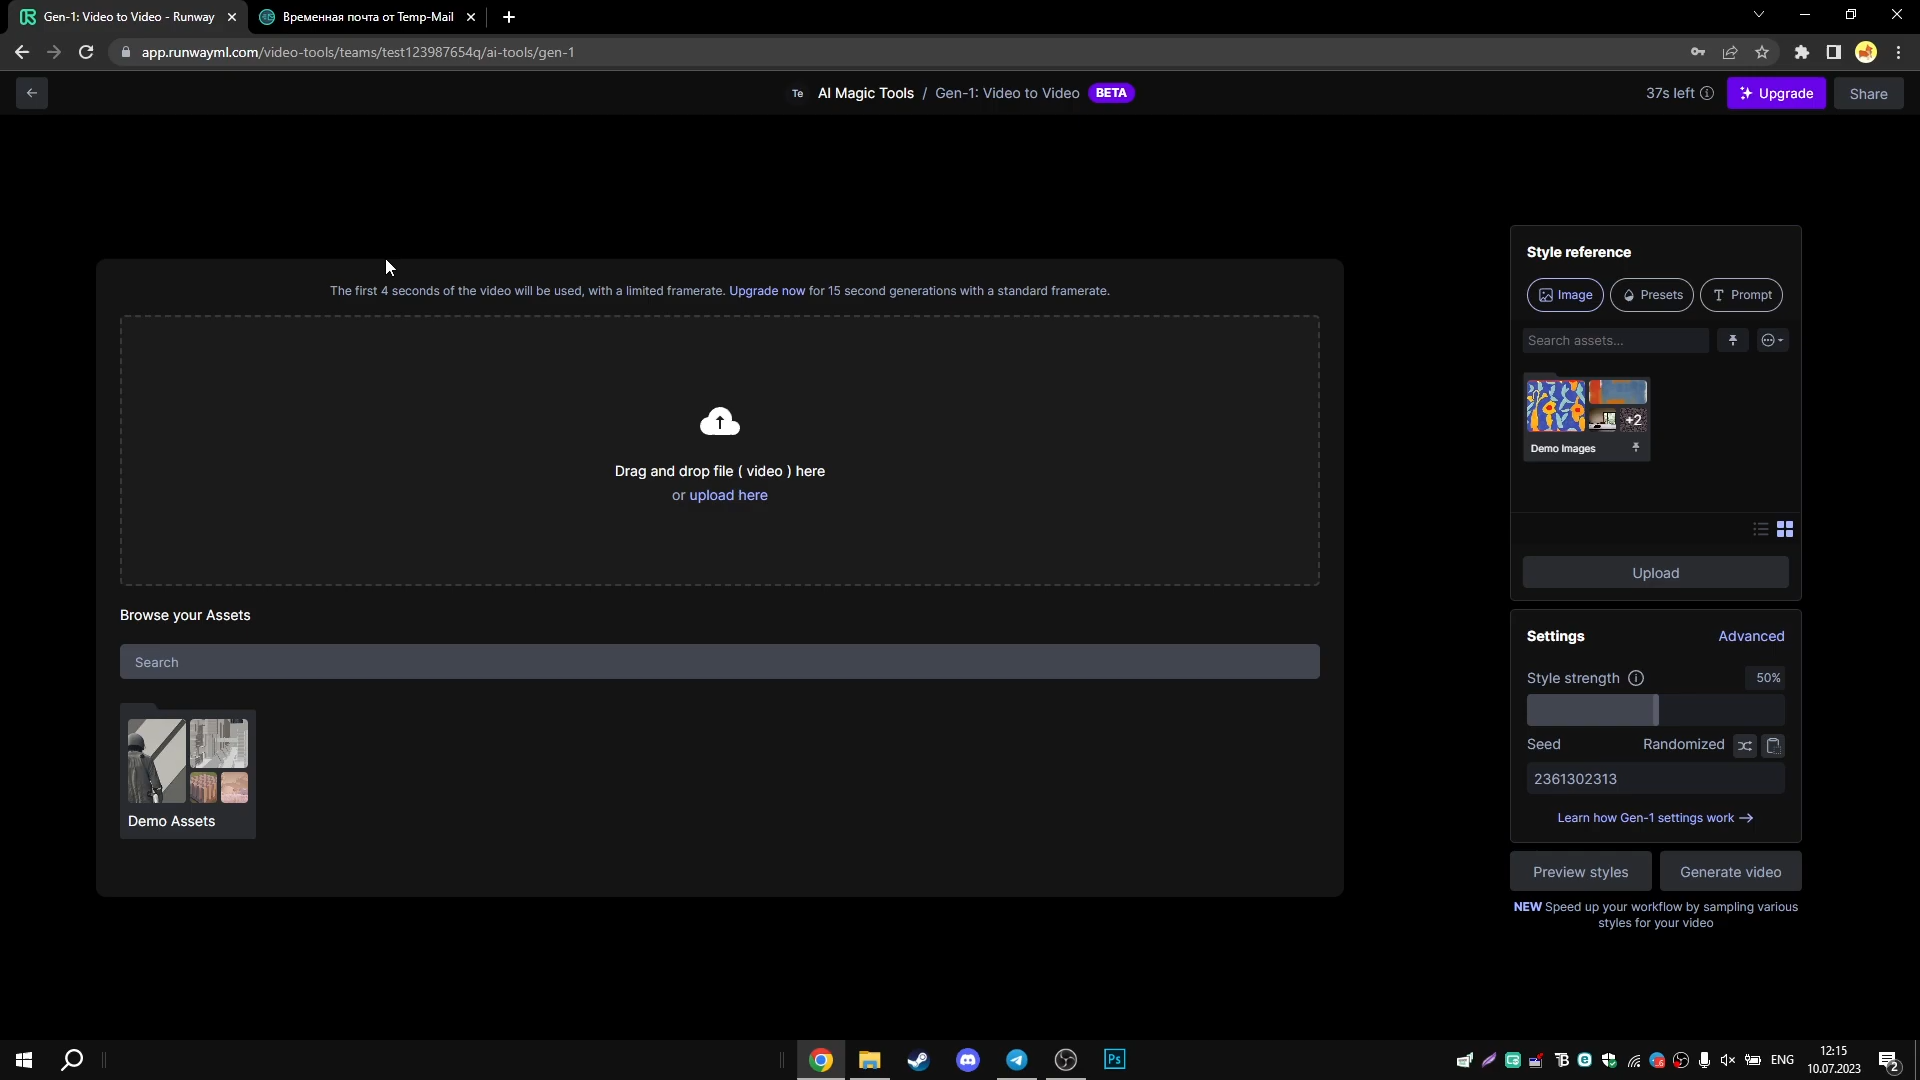 Gen-1: Video to Video - Runway
Временная почта от Temp-Mail
app.runwayml.com/video-tools/teams/test123987654q/ai-tools/gen-1
Te AI Magic Tools / Gen-1: Video to Video BETA
37s left
Upgrade
Share
The first 4 seconds of the video will be used, with a limited framerate. Upgrade now for 15 second generations with a standard framerate.
Drag and drop file ( video ) here
or upload here
Browse your Assets
Search
Demo Assets
Style reference
Image
Presets
Prompt
Search assets...
+2
Demo Images
Upload
Settings
Advanced
Style strength
50%
Seed
Randomized
2361302313
Learn how Gen-1 settings work →
Preview styles
Generate video
NEW Speed up your workflow by sampling various
styles for your video
Ps
ENG
12:15
10.07.2023
2